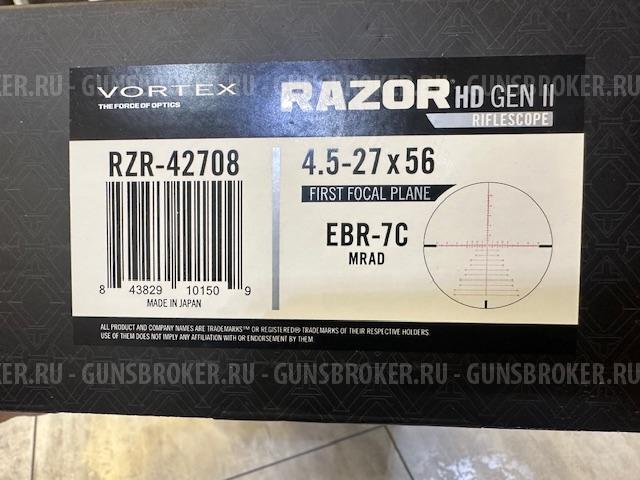 GUNSBROKER.RU - GUNSBROKER.RU - GUNSBROKER.RU
VORTEX
THE FORCE OF OPTICS
RAZOR HD GEN II
RIFLESCOPE
RZR-42708
8 43829 10150 9
MADE IN JAPAN
4.5-27x56
FIRST FOCAL PLANE
EBR-7C
MRAD
GUNSBROKER.RU - GUNSBROKER.RU - GUNSBROKER.RU
ALL PRODUCT AND COMPANY NAMES ARE TRADEMARKS™ OR REGISTERED® TRADEMARKS OF THEIR RESPECTIVE HOLDERS.
USE OF THEM DOES NOT IMPLY ANY AFFILIATION WITH OR ENDORSEMENT BY THEM.
GUNSBROKER.RU - GUNSBROKER.RU - GUNSBROKER.RU